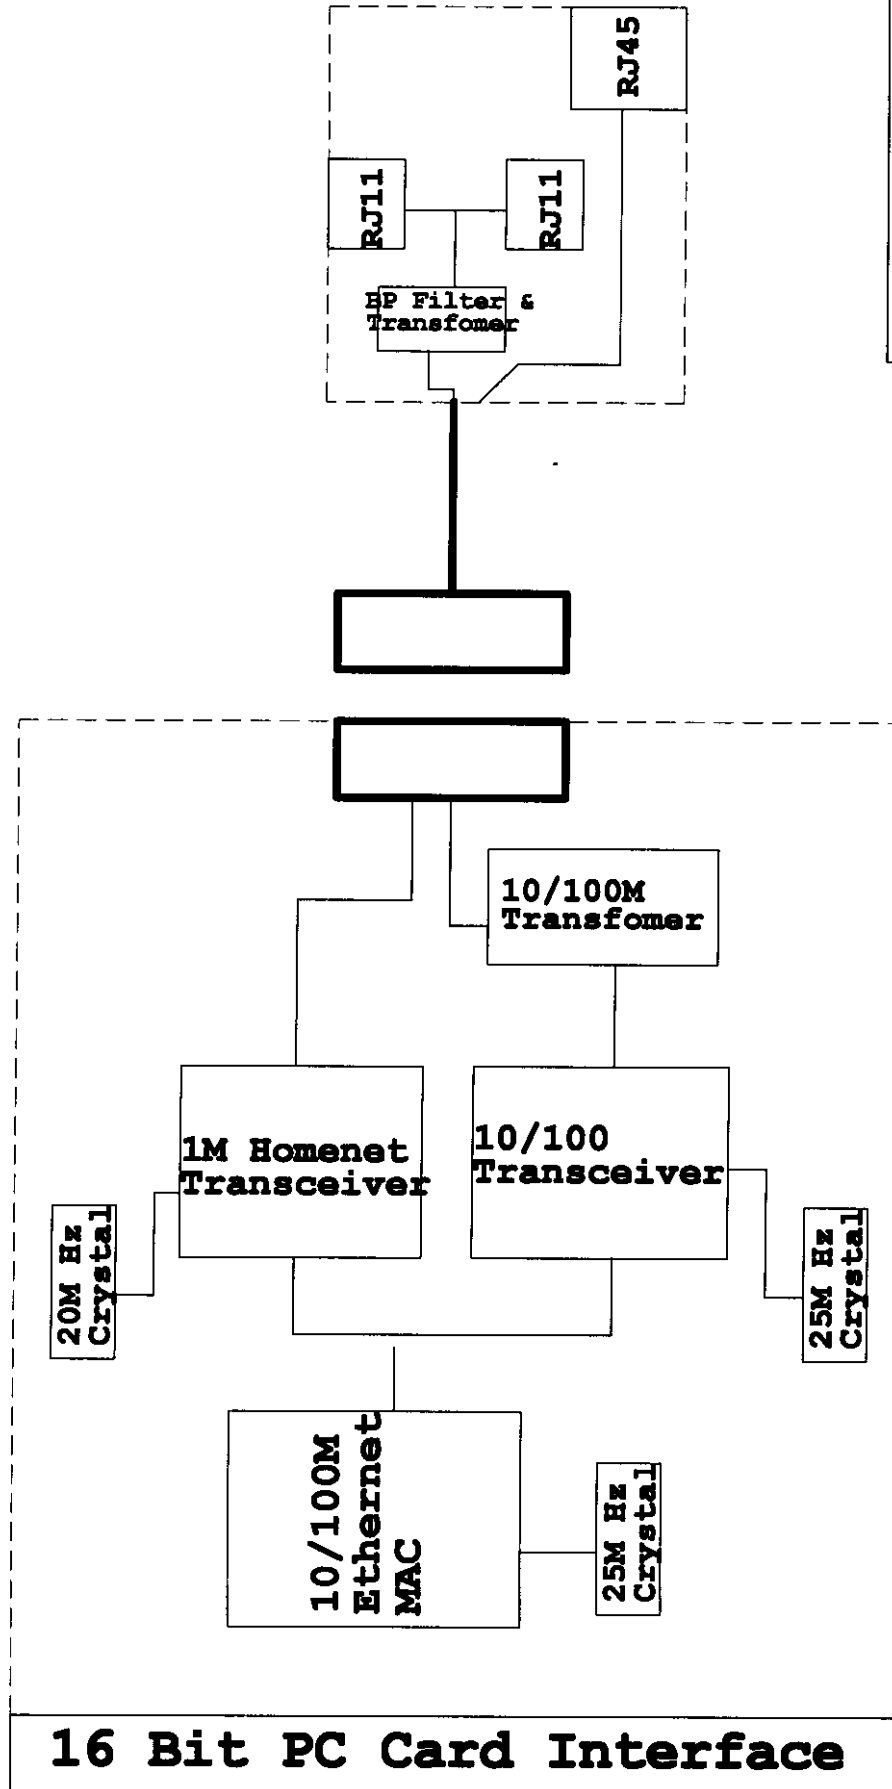 RJ45
RJ11
RJ11
BP Filter &
Transfomer
10/100M
Transfomer
1M Homenet
Transceiver
10/100
Transceiver
20M Hz
Crystal
25M Hz
Crystal
10/100M
Ethernet
MAC
25M Hz
Crystal
16 Bit PC Card Interface